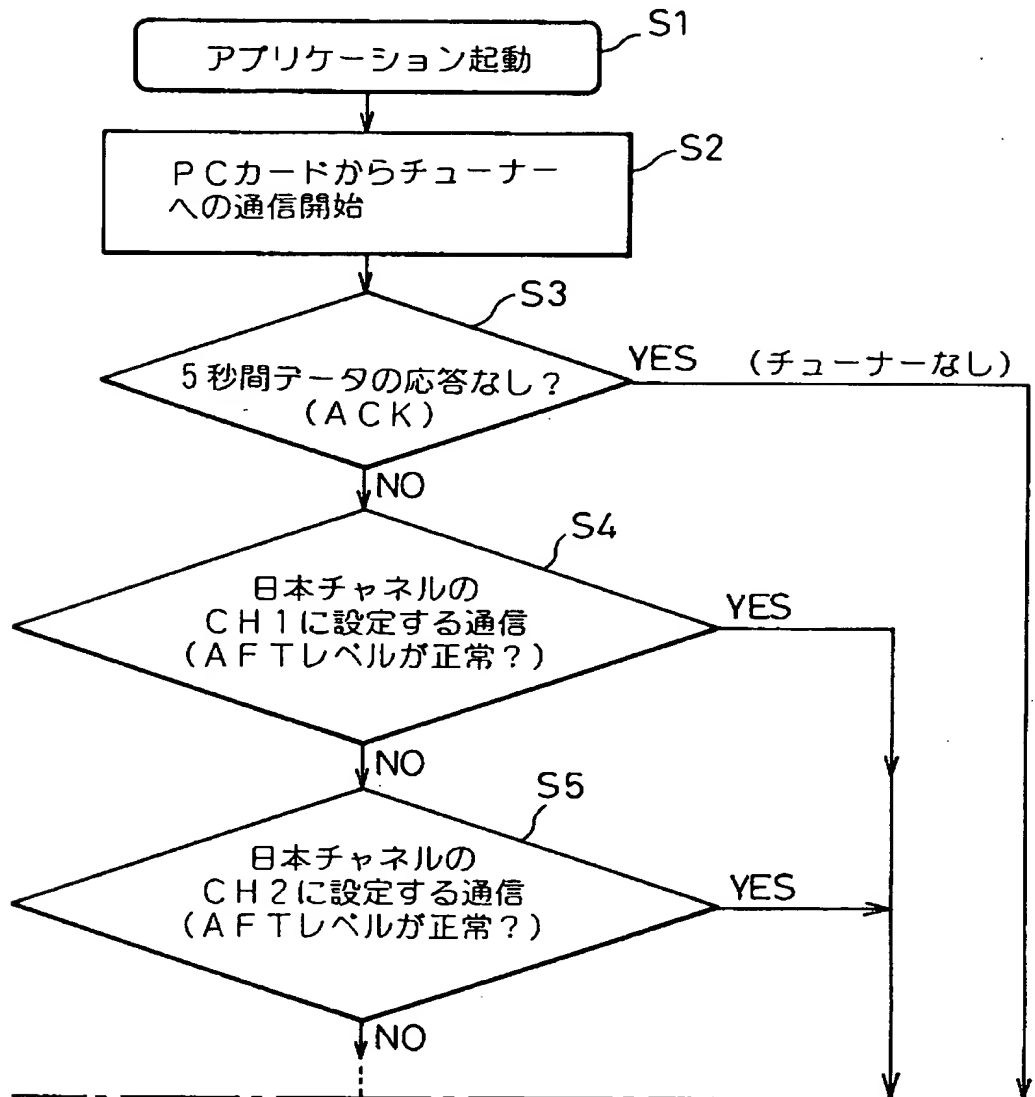 S1
アプリケーション起動
S2
PCカードからチューナー
への通信開始
S3
5秒間データの応答なし?
(ACK)
YES (チューナーなし)
NO
S4
日本チャネルの
CH1に設定する通信
(AFTレベルが正常?)
YES
NO
S5
日本チャネルの
CH2に設定する通信
(AFTレベルが正常?)
YES
NO